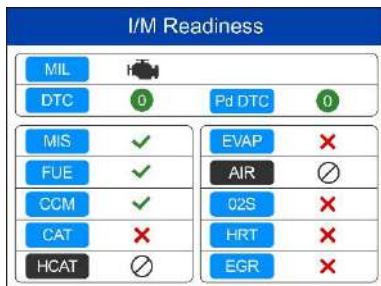 I/M Readiness
MIL
DTC 0 Pd DTC 0
MIS EVAP
FUE AIR
CCM 02S
CAT HRT
HCAT EGR